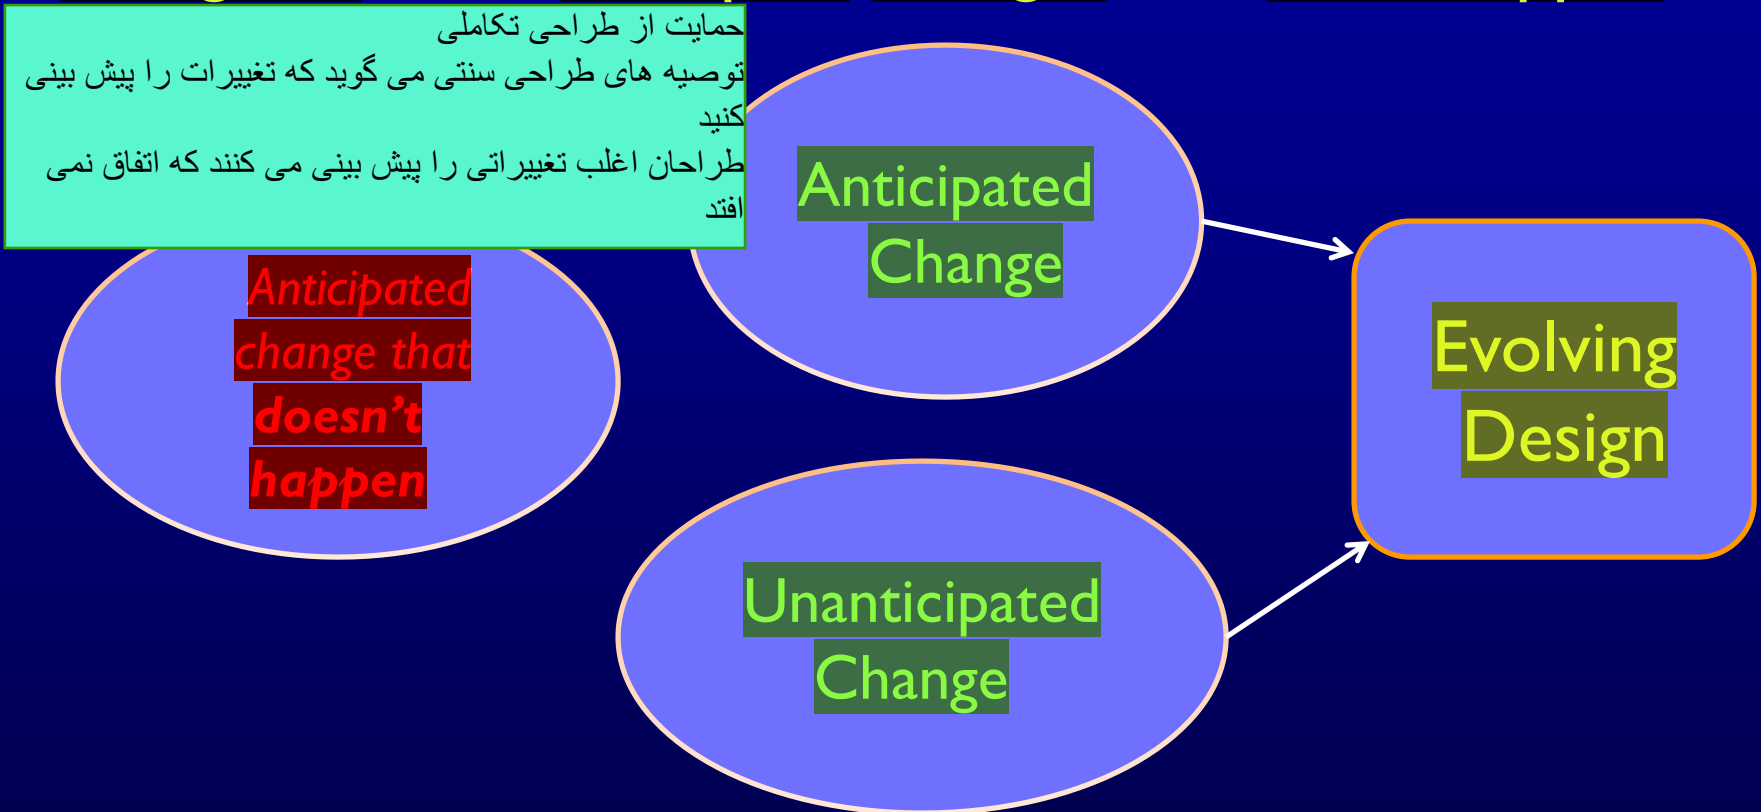 حمایت از طراحی تکاملی
توصیه های طراحی سنتی می گوید که تغییرات را پیش بینی
کنید
طراحان اغلب تغییراتی را پیش بینی می کنند که اتفاق نمی
افتد
Anticipated
Change
Anticipated
change that
doesn’t
happen
Evolving
Design
Unanticipated
Change